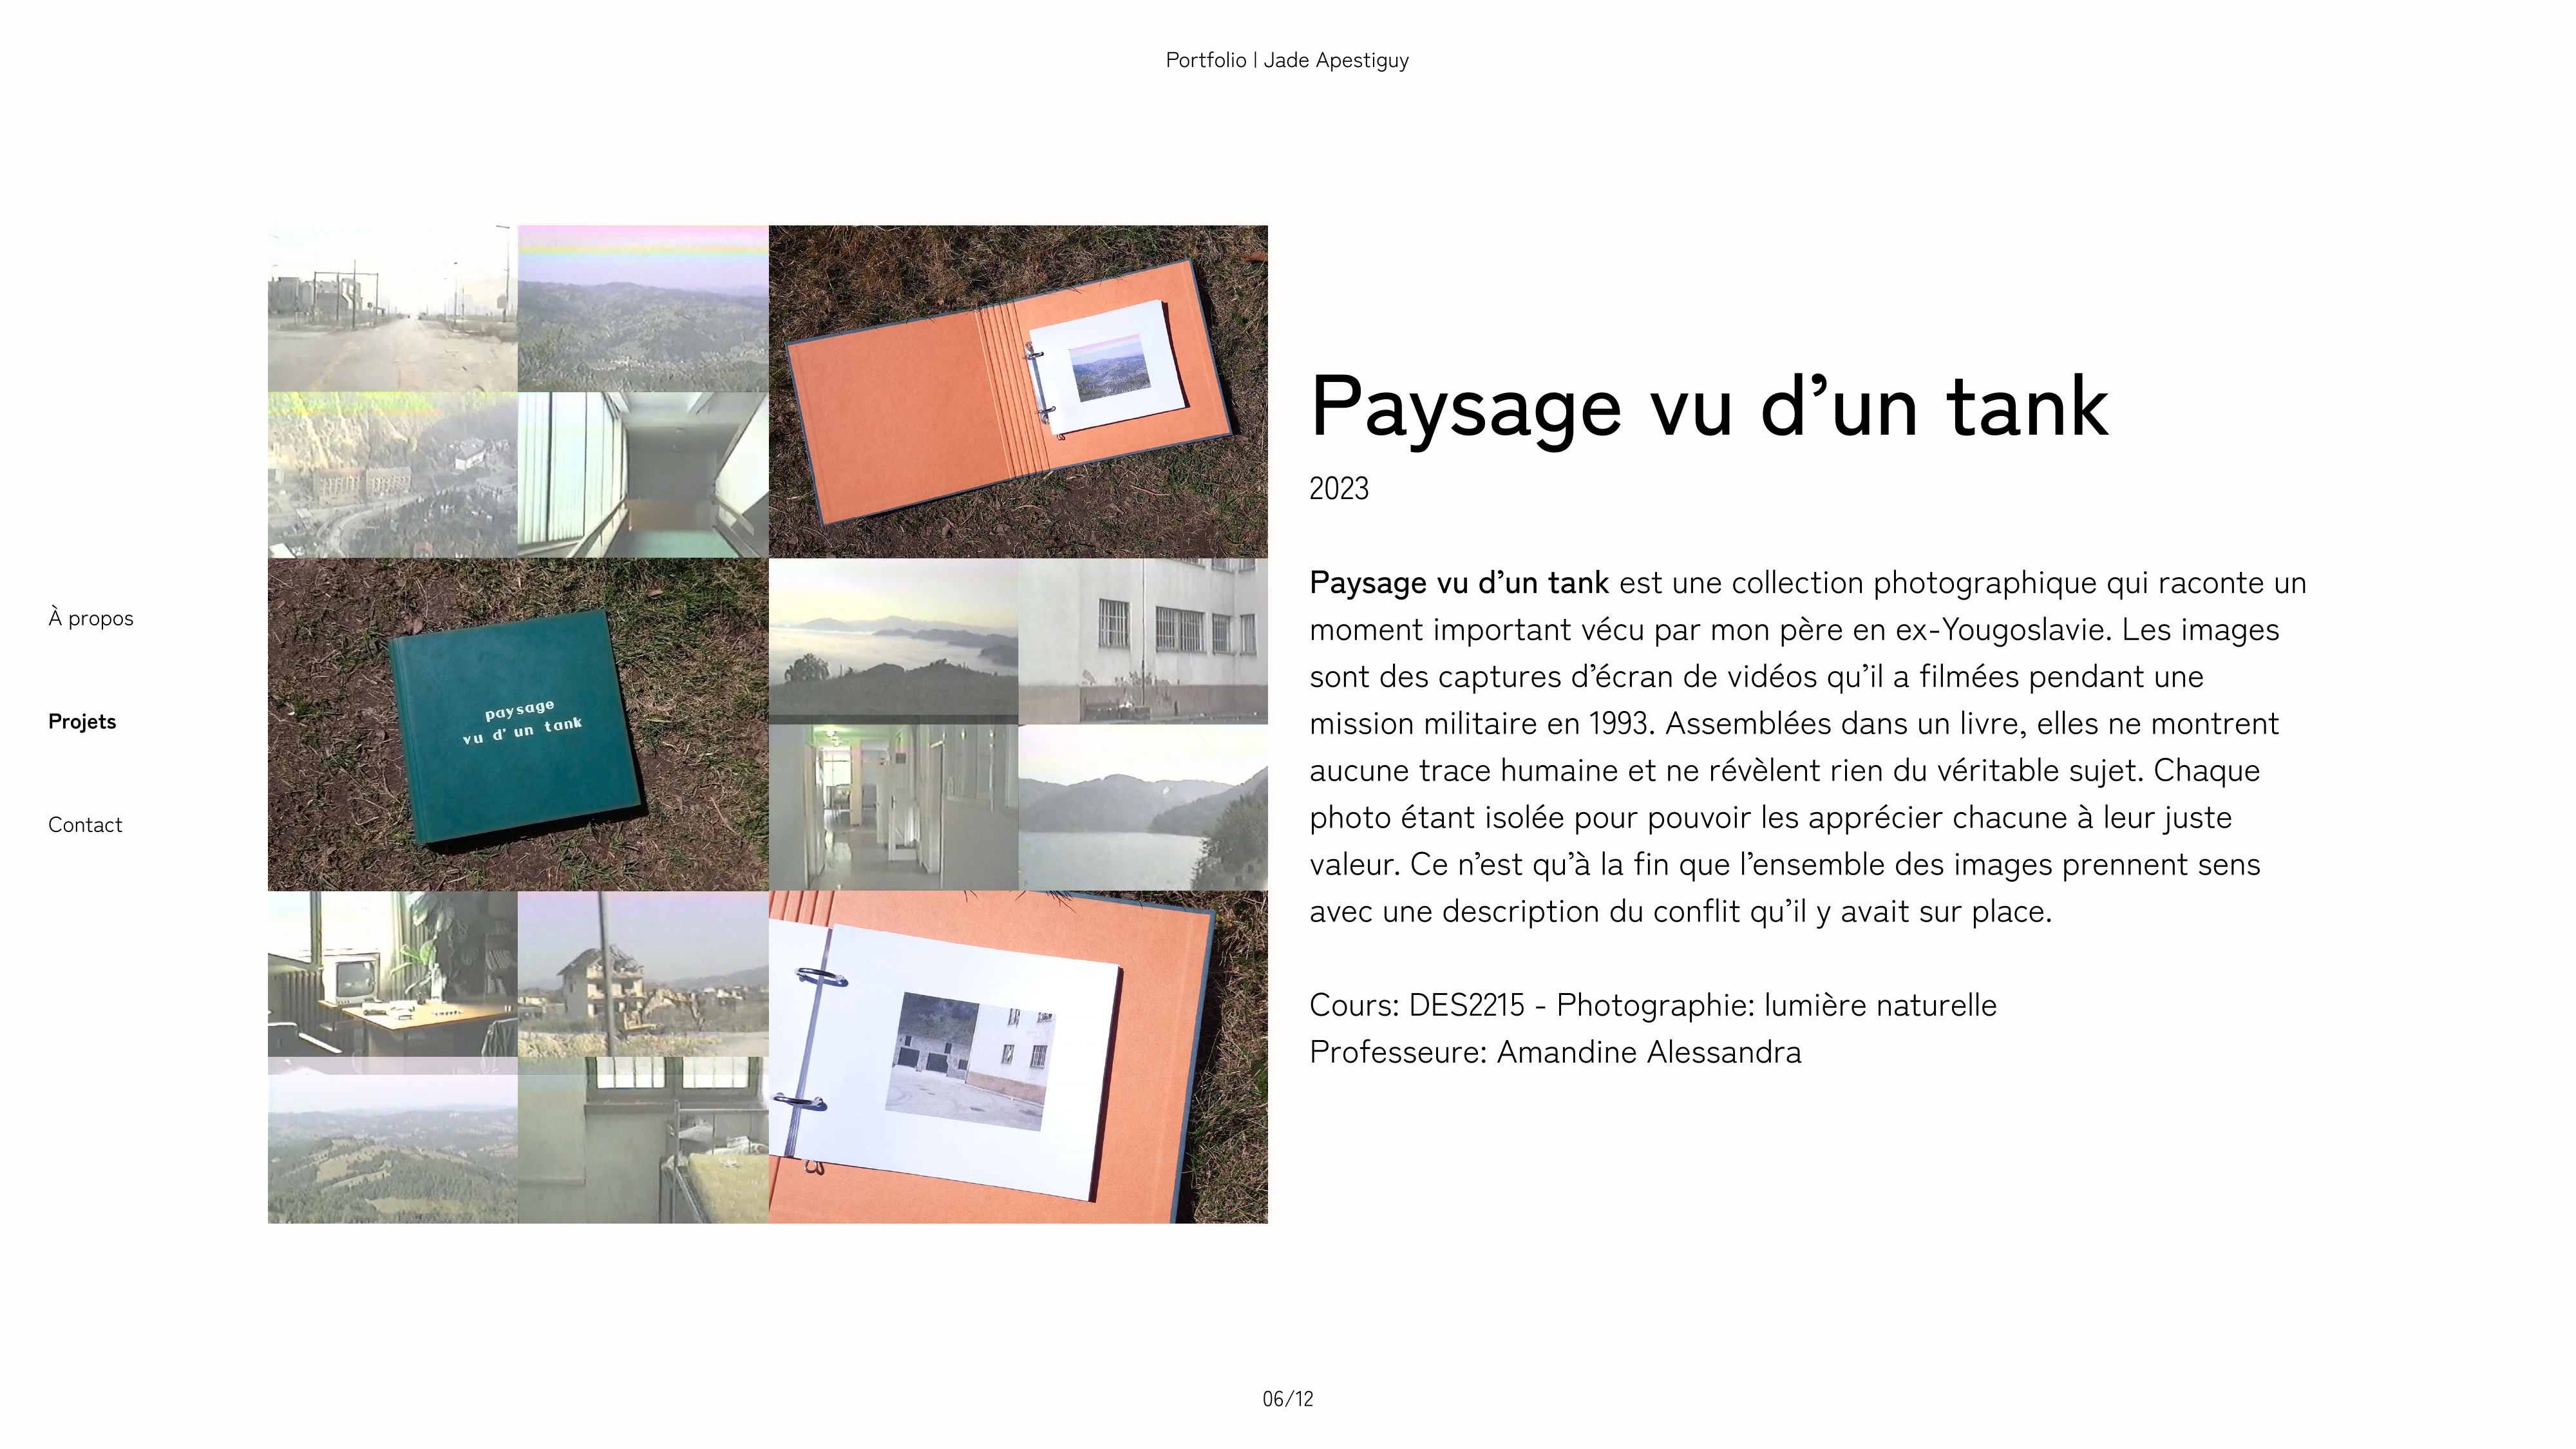 Portfolio | Jade Apestiguy
À propos
Projets
Contact
paysage
vu d'un tank
Paysage vu d’un tank
2023
Paysage vu d’un tank est une collection photographique qui raconte un
moment important vécu par mon père en ex-Yougoslavie. Les images
sont des captures d’écran de vidéos qu’il a filmées pendant une
mission militaire en 1993. Assemblées dans un livre, elles ne montrent
aucune trace humaine et ne révèlent rien du véritable sujet. Chaque
photo étant isolée pour pouvoir les apprécier chacune à leur juste
valeur. Ce n’est qu’à la fin que l’ensemble des images prennent sens
avec une description du conflit qu’il y avait sur place.
Cours: DES2215 - Photographie: lumière naturelle
Professeure: Amandine Alessandra
06/12